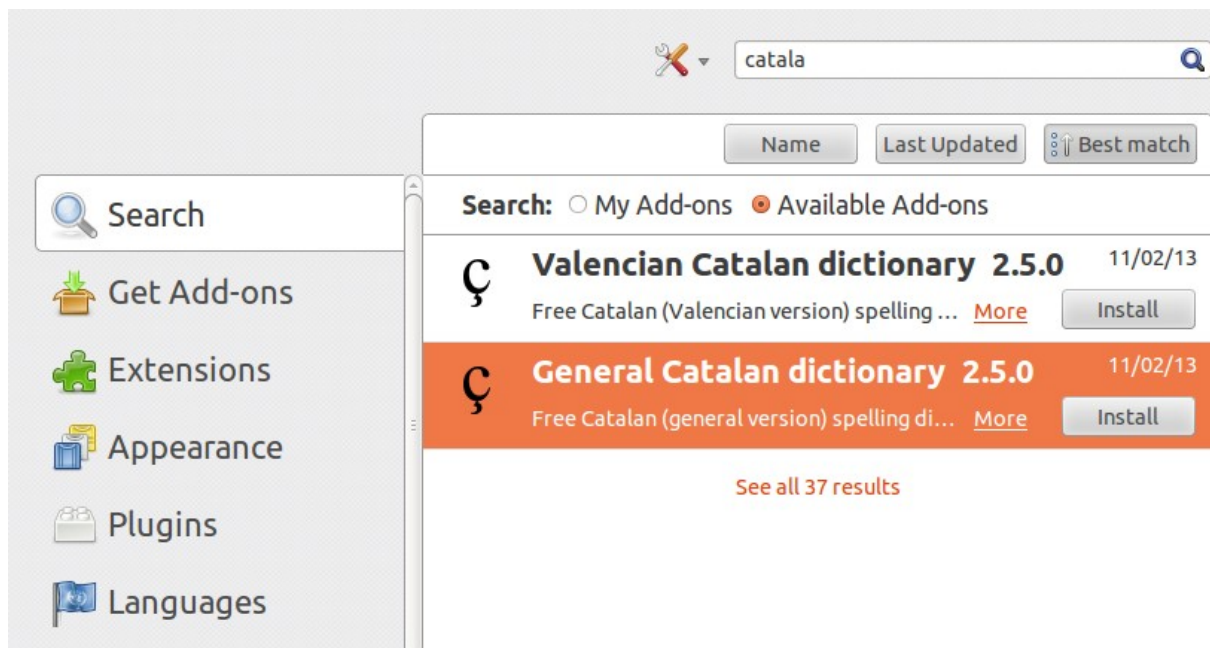 catala
Name Last Updated Best match
Search
Get Add-ons
Extensions
Appearance
Plugins
Languages
Search: My Add-ons Available Add-ons
ç Valencian Catalan dictionary 2.5.0 11/02/13
Free Catalan (Valencian version) spelling ... More Install
ç General Catalan dictionary 2.5.0 11/02/13
Free Catalan (general version) spelling di... More Install
See all 37 results